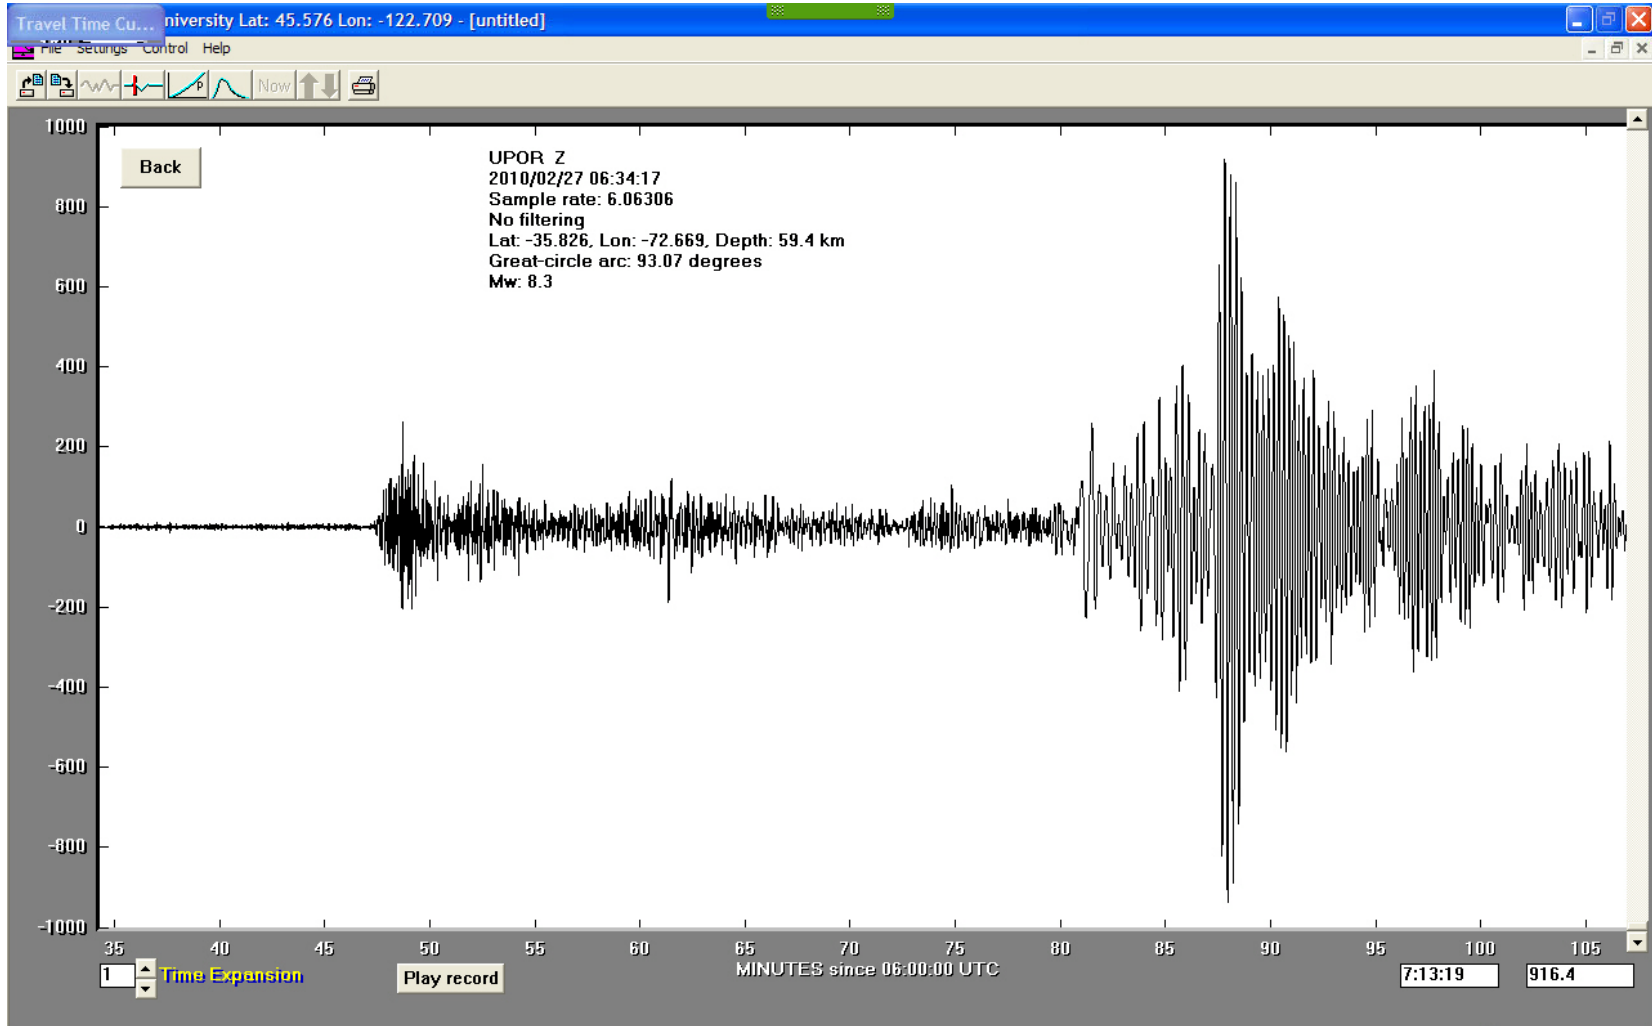 Travel Time Cu...
niversity Lat: 45.576 Lon: -122.709 - [untitled]
File Settings Control Help
P
Now
Back
UPOR Z
2010/02/27 06:34:17
Sample rate: 6.06306
No filtering
Lat: -35.826, Lon: -72.669, Depth: 59.4 km
Great-circle arc: 93.07 degrees
Mw: 8.3
1000
800
600
400
200
0
-200
-400
-600
-800
-1000
35 40 45 50 55 60 65 70 75 80 85 90 95 100 105
MINUTES since 06:00:00 UTC
1 Time Expansion
Play record
7:13:19
916.4